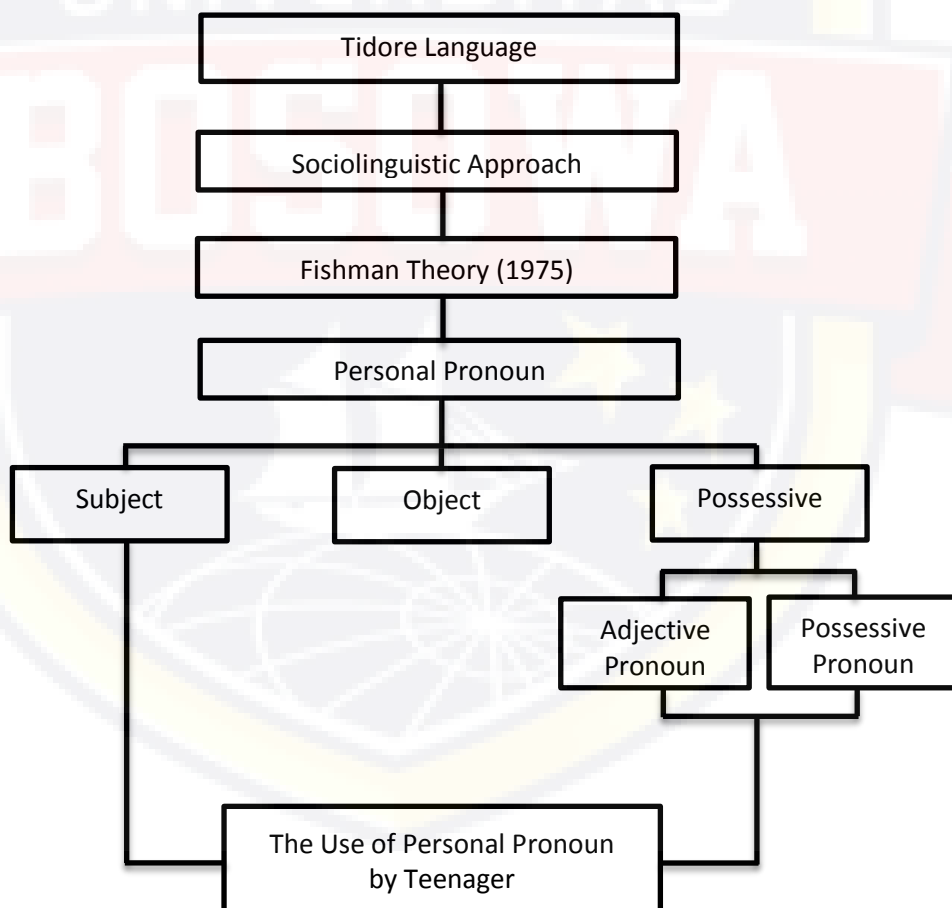 BOSOWA
Tidore Language
Sociolinguistic Approach
Fishman Theory (1975)
Personal Pronoun
Subject
Object
Possessive
Adjective
Pronoun
Possessive
Pronoun
The Use of Personal Pronoun
by Teenager